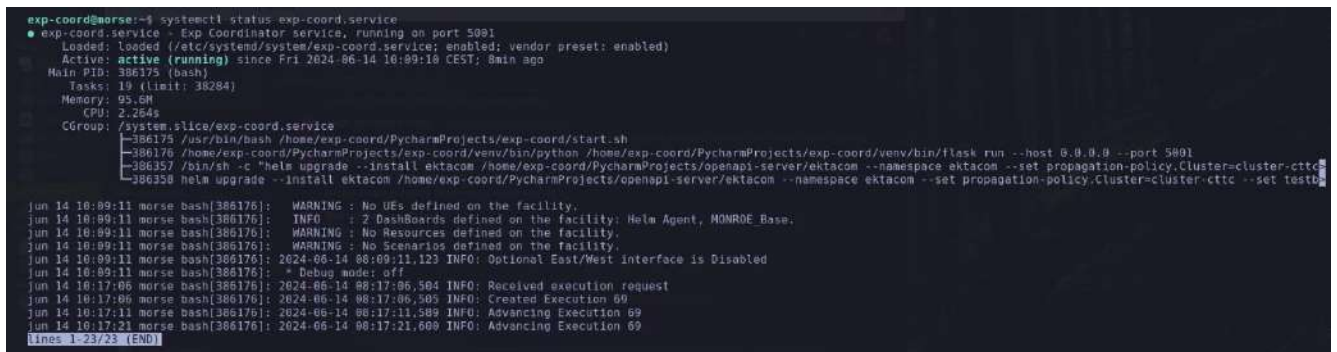 exp-coord@morse:~$ systemctl status exp-coord.service
● exp-coord.service - Exp Coordinator service, running on port 5001
Loaded: loaded (/etc/systemd/system/exp-coord.service; enabled; vendor preset: enabled)
Active: active (running) since Fri 2024-06-14 10:09:10 CEST; 8min ago
Main PID: 386175 (bash)
Tasks: 19 (limit: 38284)
Memory: 95.6M
CPU: 2.264s
CGroup: /system.slice/exp-coord.service
├─386175 /usr/bin/bash /home/exp-coord/PycharmProjects/exp-coord/start.sh
├─386176 /home/exp-coord/PycharmProjects/exp-coord/venv/bin/python /home/exp-coord/PycharmProjects/exp-coord/venv/bin/flask run --host 0.0.0.0 --port 5001
├─386357 /bin/sh -c "helm upgrade --install ektacom /home/exp-coord/PycharmProjects/openapi-server/ektacom --namespace ektacom --set propagation-policy.Cluster=cluster-cttc>
└─386358 helm upgrade --install ektacom /home/exp-coord/PycharmProjects/openapi-server/ektacom --namespace ektacom --set propagation-policy.Cluster=cluster-cttc --set testb>
jun 14 10:09:11 morse bash[386176]: WARNING : No UEs defined on the facility.
jun 14 10:09:11 morse bash[386176]: INFO : 2 DashBoards defined on the facility: Helm Agent, MONROE_Base.
jun 14 10:09:11 morse bash[386176]: WARNING : No Resources defined on the facility.
jun 14 10:09:11 morse bash[386176]: WARNING : No Scenarios defined on the facility.
jun 14 10:09:11 morse bash[386176]: 2024-06-14 08:09:11,123 INFO: Optional East/West interface is Disabled
jun 14 10:09:11 morse bash[386176]: * Debug mode: off
jun 14 10:17:06 morse bash[386176]: 2024-06-14 08:17:06,504 INFO: Received execution request
jun 14 10:17:06 morse bash[386176]: 2024-06-14 08:17:06,505 INFO: Created Execution 69
jun 14 10:17:11 morse bash[386176]: 2024-06-14 08:17:11,589 INFO: Advancing Execution 69
jun 14 10:17:21 morse bash[386176]: 2024-06-14 08:17:21,600 INFO: Advancing Execution 69
lines 1-23/23 (END)